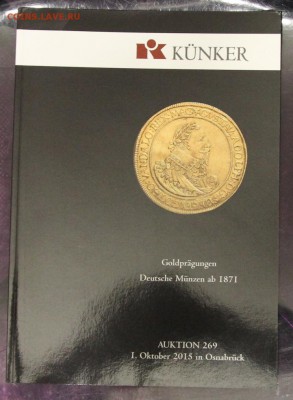 COINS.LAVE.RU
KÜNKER
Goldprägungen
Deutsche Münzen ab 1871
AUKTION 269
1. Oktober 2015 in Osnabrück